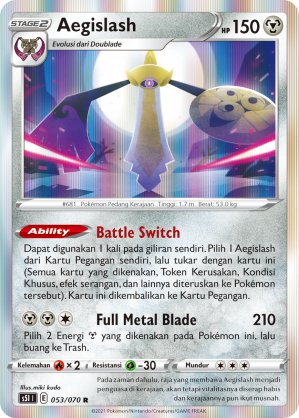 STAGE2 Aegislash HP 150
Evolusi dari Doublade
#681 Pokémon Pedang Kerajaan Tinggi: 1.7 m Berat: 53.0 kg
Ability Battle Switch
Dapat digunakan 1 kali pada giliran sendiri. Pilih 1 Aegislash
dari Kartu Pegangan sendiri, lalu tukar dengan kartu ini
(Semua kartu yang dikenakan, Token Kerusakan, Kondisi
Khusus, efek serangan, dan lainnya diteruskan ke Pokémon
tersebut). Kartu ini dikembalikan ke Kartu Pegangan.
Full Metal Blade 210
Pilih 2 Energi yang dikenakan pada Pokémon ini, lalu
buang ke Trash.
Kelemahan ×2 Resistansi -30 Mundur
Illus. miki kudo
S5I E 053/070 R
Pada zaman dahulu, raja yang membawa Aegislash menjadi
penguasa di kerajaan, akan tetapi vitalitasnya diserap habis
dan kerajaannya pun ikut musnah.
©2021 Pokémon/Nintendo/Creatures/GAME FREAK.